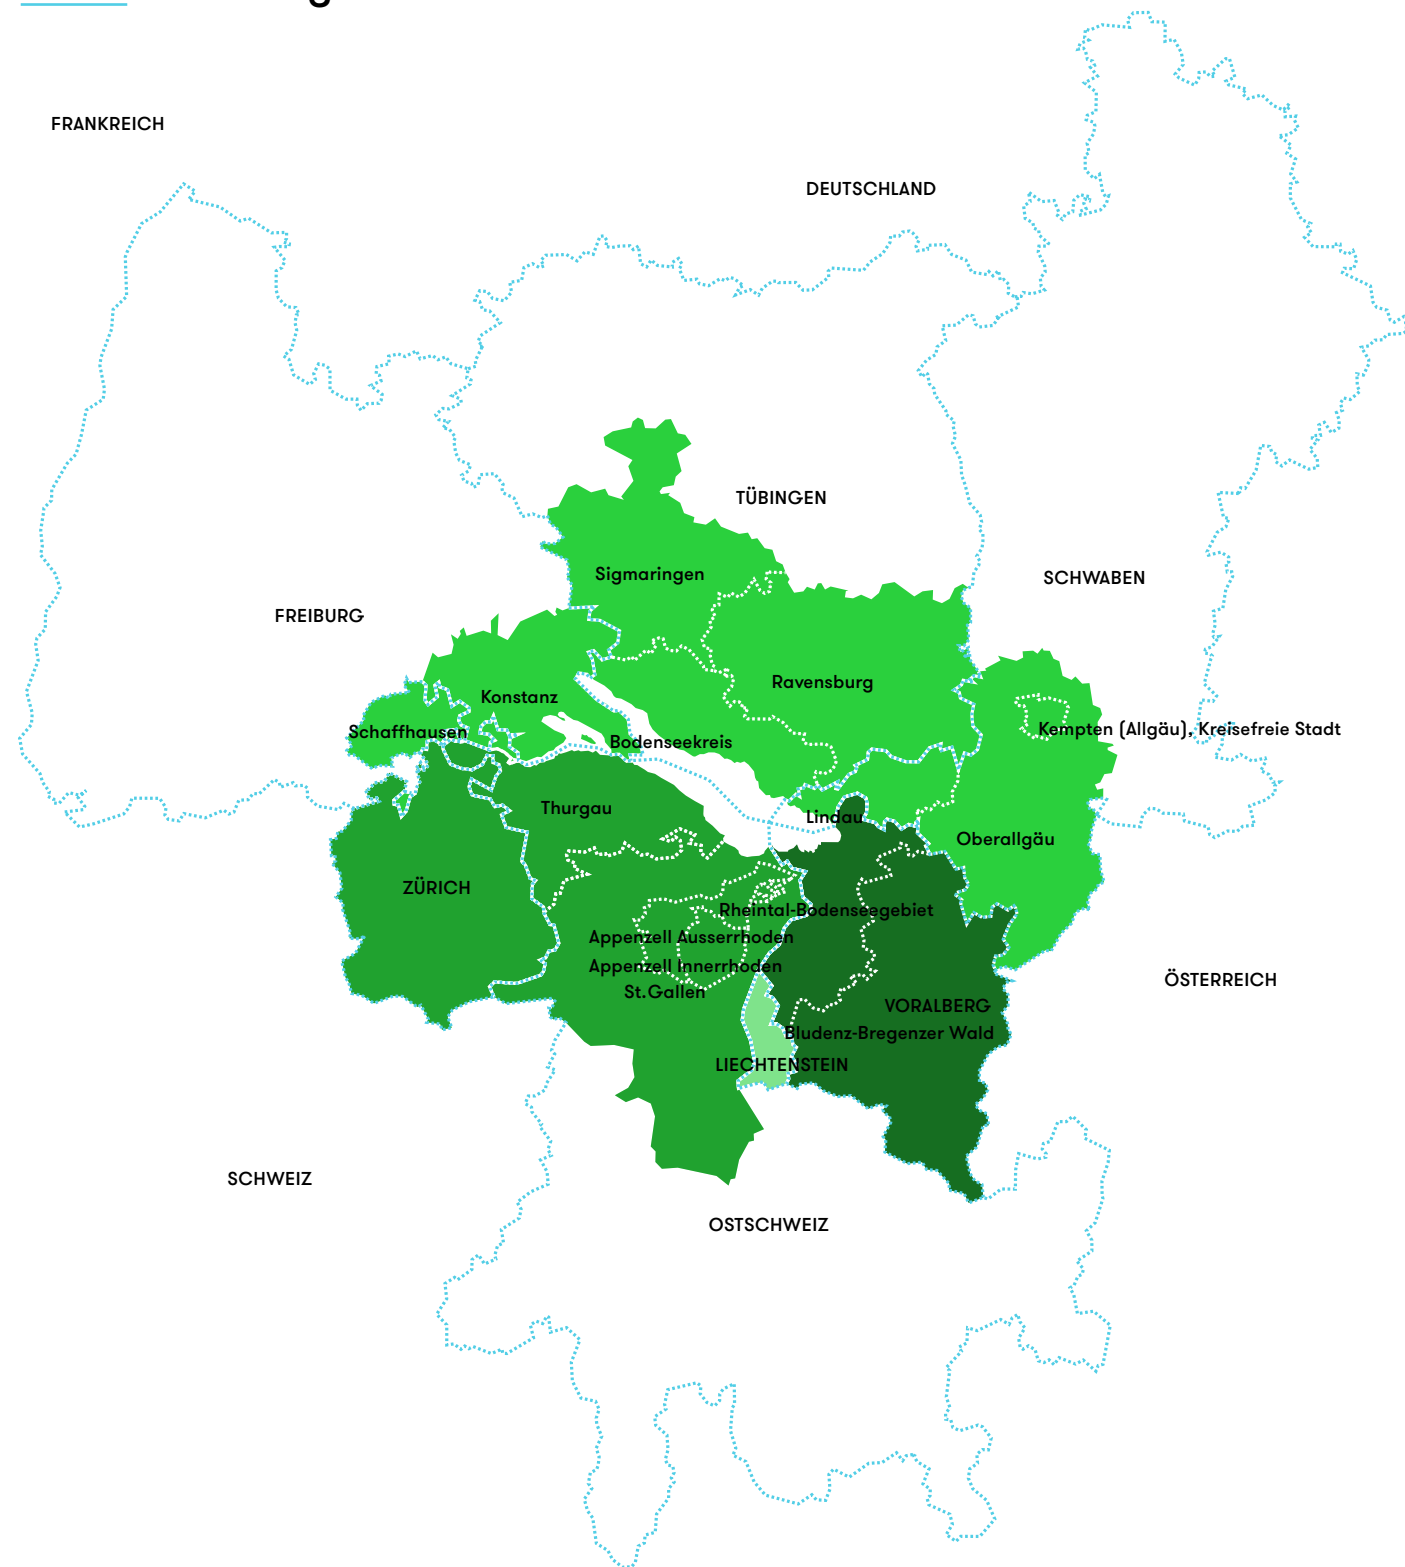 FRANKREICH
DEUTSCHLAND
TÜBINGEN
Sigmaringen
SCHWABEN
FREIBURG
Ravensburg
Konstanz
Kempten (Allgäu), Kreisefreie Stadt
Schaffhausen
Bodenseekreis
Thurgau
Lindau
Oberallgäu
ZÜRICH
Rheintal-Bodenseegebiet
Appenzell Ausserrhoden
Appenzell Innerrhoden
ÖSTERREICH
St.Gallen
VORALBERG
Bludenz-Bregenzer Wald
LIECHTENSTEIN
SCHWEIZ
OSTSCHWEIZ